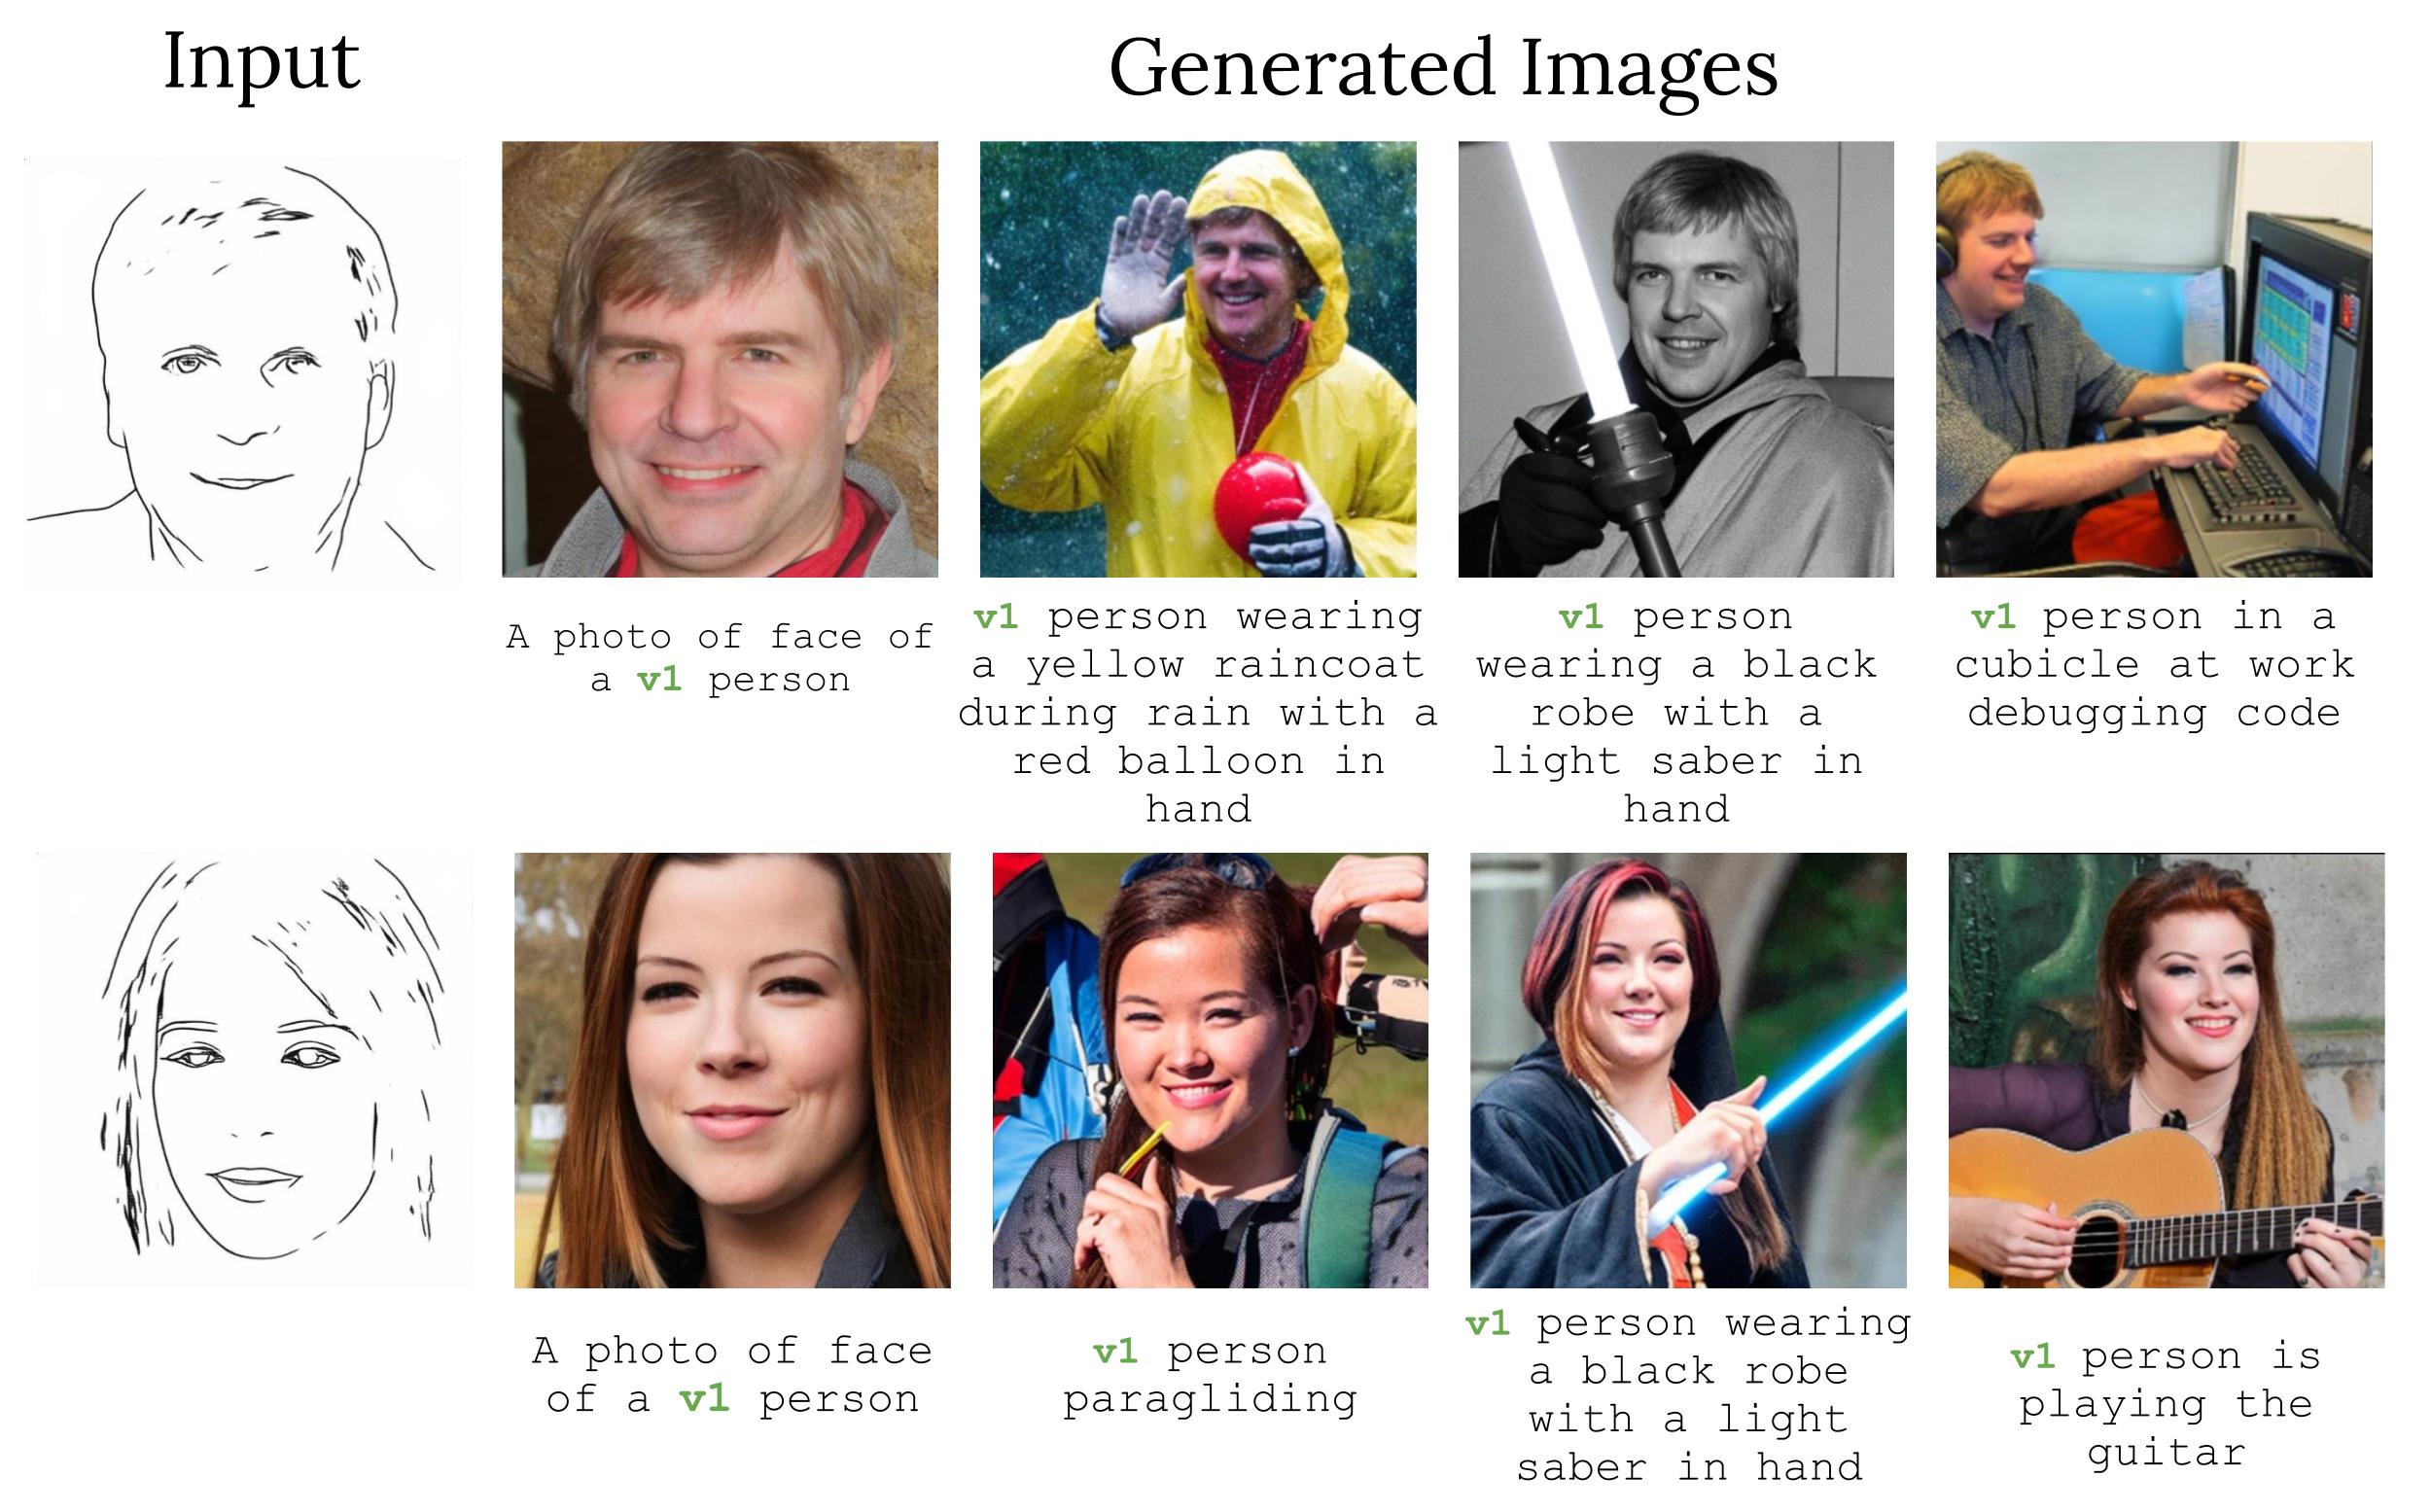 Input
Generated Images
A photo of face of
a v1 person
v1 person wearing
a yellow raincoat
during rain with a
red balloon in
hand
v1 person
wearing a black
robe with a
light saber in
hand
v1 person in a
cubicle at work
debugging code
A photo of face
of a v1 person
v1 person
paragliding
v1 person wearing
a black robe
with a light
saber in hand
v1 person is
playing the
guitar